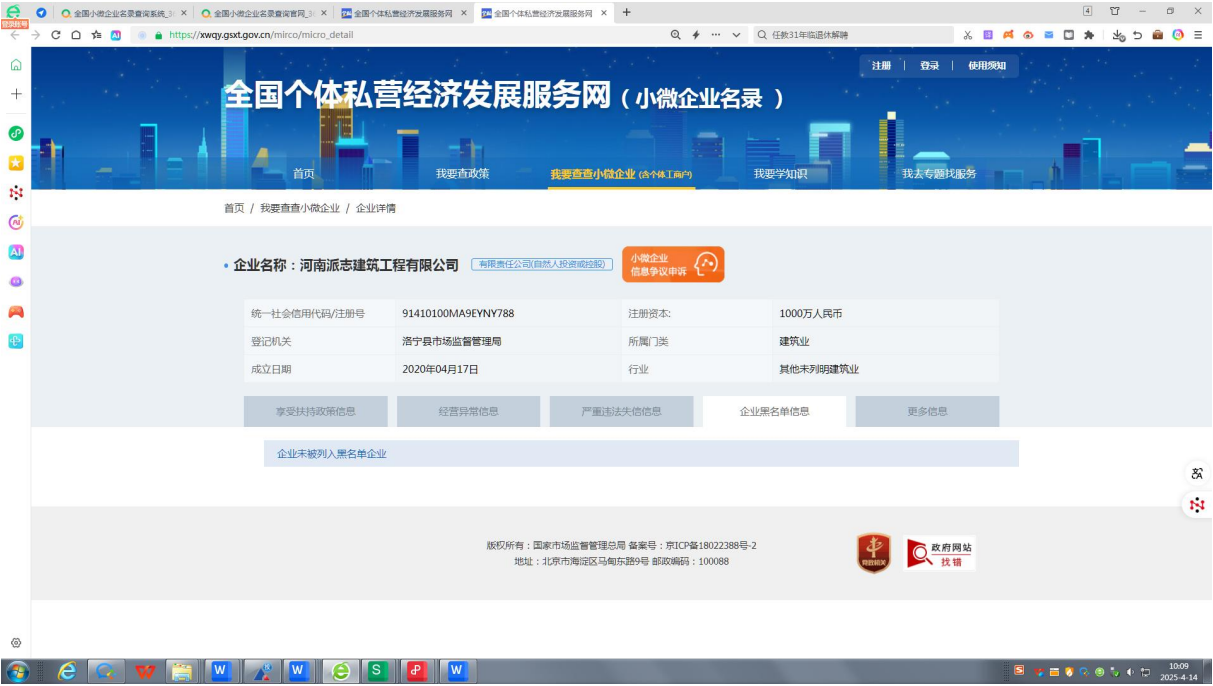 全国小微企业名录查询系统_3
全国小微企业名录查询官网_3
全国个体私营经济发展服务网
全国个体私营经济发展服务网
登录账号
https://xwqy.gsxt.gov.cn/mirco/micro_detail
任教31年临退休解聘
注册 | 登录 | 使用须知
全国个体私营经济发展服务网（小微企业名录 ）
首页
我要查政策
我要查查小微企业 (含个体工商户)
我要学知识
我去专题找服务
首页 / 我要查查小微企业 / 企业详情
企业名称：河南派志建筑工程有限公司
有限责任公司(自然人投资或控股)
小微企业
信息争议申诉
统一社会信用代码/注册号 91410100MA9EYNY788 注册资本: 1000万人民币
登记机关 洛宁县市场监督管理局 所属门类 建筑业
成立日期 2020年04月17日 行业 其他未列明建筑业
享受扶持政策信息 经营异常信息 严重违法失信信息 企业黑名单信息 更多信息
企业未被列入黑名单企业
版权所有：国家市场监督管理总局 备案号：京ICP备18022388号-2
地址：北京市海淀区马甸东路9号 邮政编码：100088
党政机关
政府网站
找错
10:09
2025-4-14